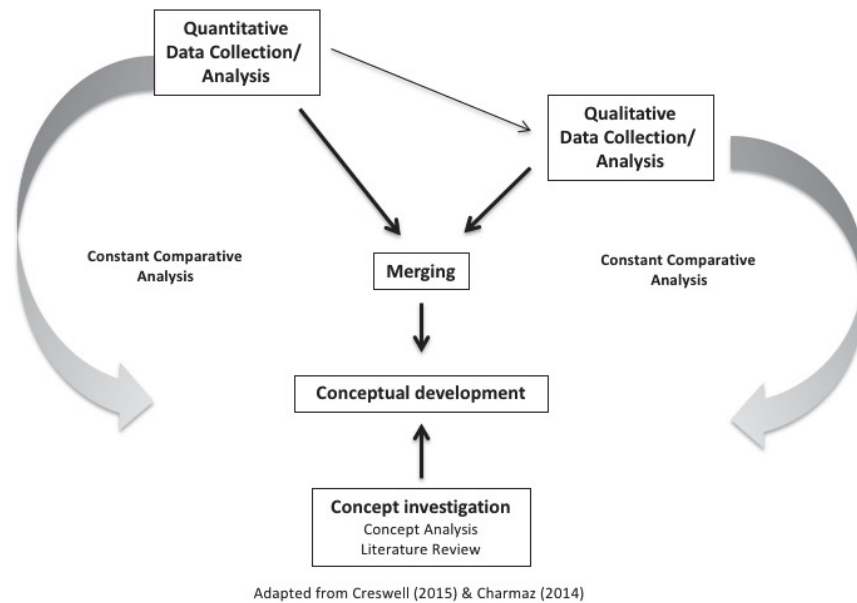 Quantitative
Data Collection/
Analysis
Qualitative
Data Collection/
Analysis
Constant Comparative
Analysis
Merging
Constant Comparative
Analysis
Conceptual development
Concept investigation
Concept Analysis
Literature Review
Adapted from Creswell (2015) & Charmaz (2014)